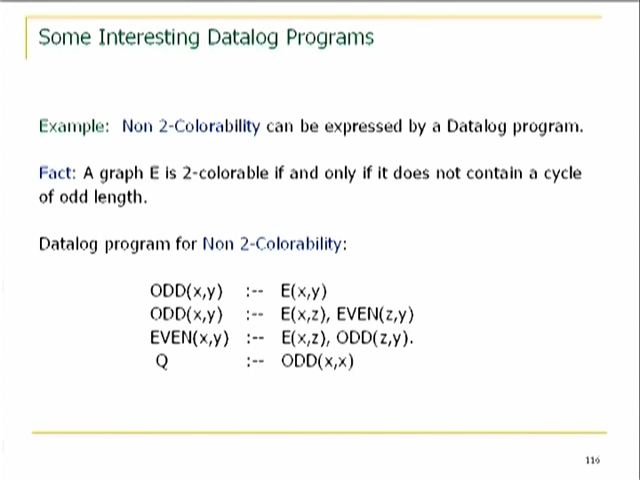 Some Interesting Datalog Programs
Example: Non 2-Colorability can be expressed by a Datalog program.
Fact: A graph E is 2-colorable if and only if it does not contain a cycle
of odd length.
Datalog program for Non 2-Colorability:
ODD(x,y) :-- E(x,y)
ODD(x,y) :-- E(x,z), EVEN(z,y)
EVEN(x,y) :-- E(x,z), ODD(z,y).
Q :-- ODD(x,x)
116